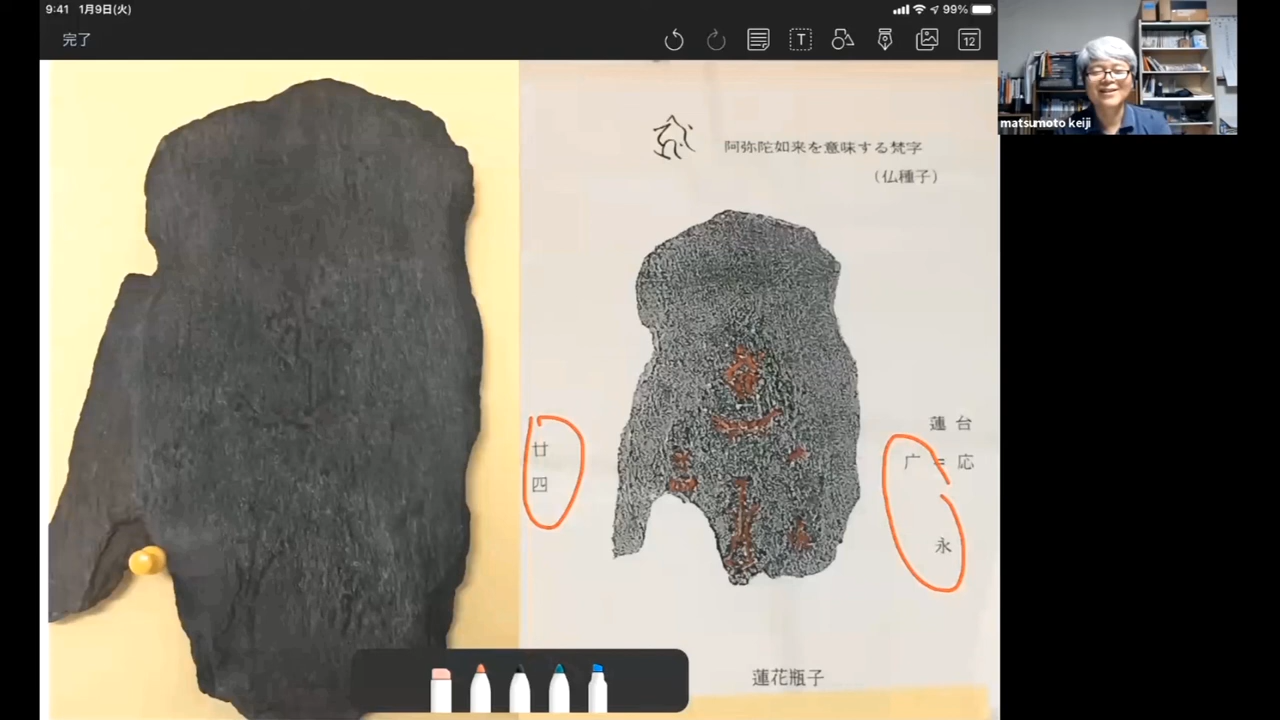 9:41 1月9日(火)
99%
完了
12
matsumoto keiji
阿弥陀如来を意味する梵字
(仏種子)
蓮台
广=応
永
廿
四
蓮花瓶子